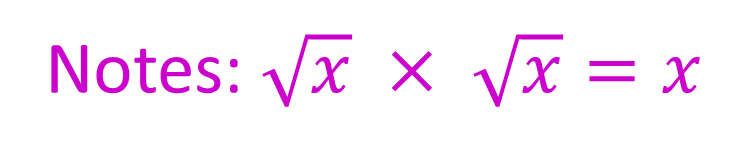 Notes: √x × √x = x